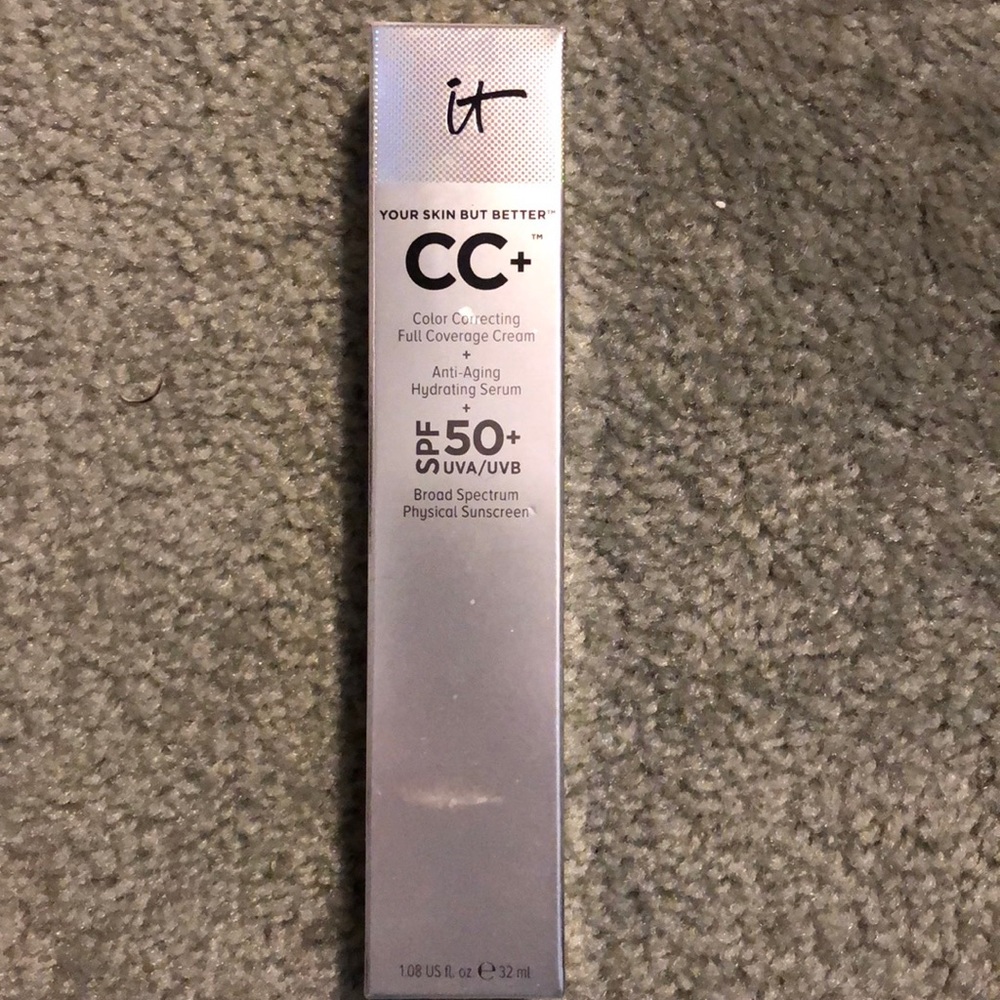 it
YOUR SKIN BUT BETTER™
CC+™
Color Correcting
Full Coverage Cream
+
Anti-Aging
Hydrating Serum
+
SPF 50+
UVA/UVB
Broad Spectrum
Physical Sunscreen
1.08 US fl. oz ℮ 32 ml